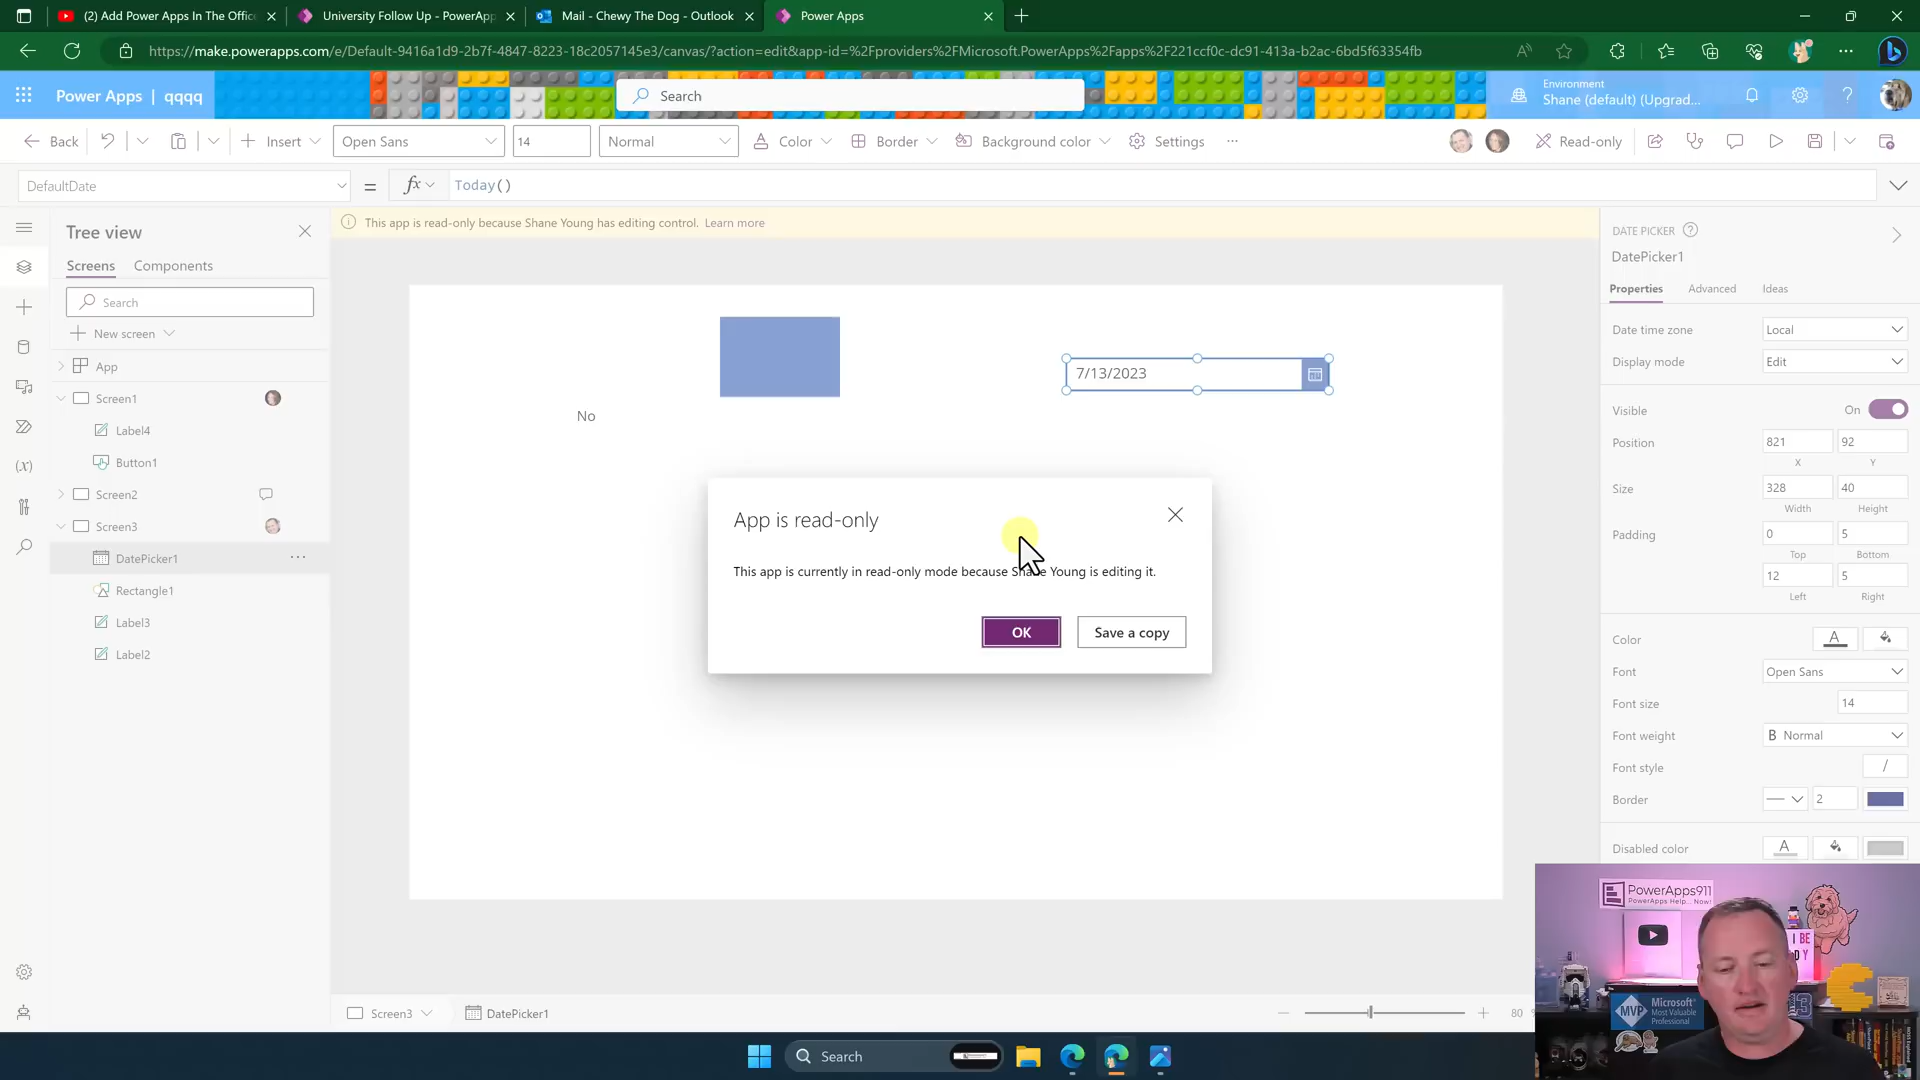 (2) Add Power Apps In The Office
University Follow Up - PowerApp
Mail - Chewy The Dog - Outlook
Power Apps
https://make.powerapps.com/e/Default-9416a1d9-2b7f-4847-8223-18c2057145e3/canvas/?action=edit&app-id=%2Fproviders%2FMicrosoft.PowerApps%2Fapps%2F221ccf0c-dc91-413a-b2ac-6bd5f63354fb
Power Apps | qqqq
Search
Environment
Shane (default) (Upgrad...
Back
Insert
Open Sans
14
Normal
Color
Border
Background color
Settings
Read-only
DefaultDate
=
fx
Today()
This app is read-only because Shane Young has editing control. Learn more
Tree view
Screens
Components
Search
New screen
App
Screen1
Label4
Button1
Screen2
Screen3
DatePicker1
Rectangle1
Label3
Label2
7/13/2023
No
App is read-only
This app is currently in read-only mode because Shane Young is editing it.
OK
Save a copy
DATE PICKER
DatePicker1
Properties
Advanced
Ideas
Date time zone
Local
Display mode
Edit
Visible
On
Position
821
92
X
Y
Size
328
40
Width
Height
Padding
0
5
Top
Bottom
12
5
Left
Right
Color
Font
Open Sans
Font size
14
Font weight
B Normal
Font style
/
Border
2
Disabled color
Screen3
DatePicker1
80
Search
PowerApps911
PowerApps Help... Now!
I BE
D Y
MVP
Microsoft
Most Valuable
Professional